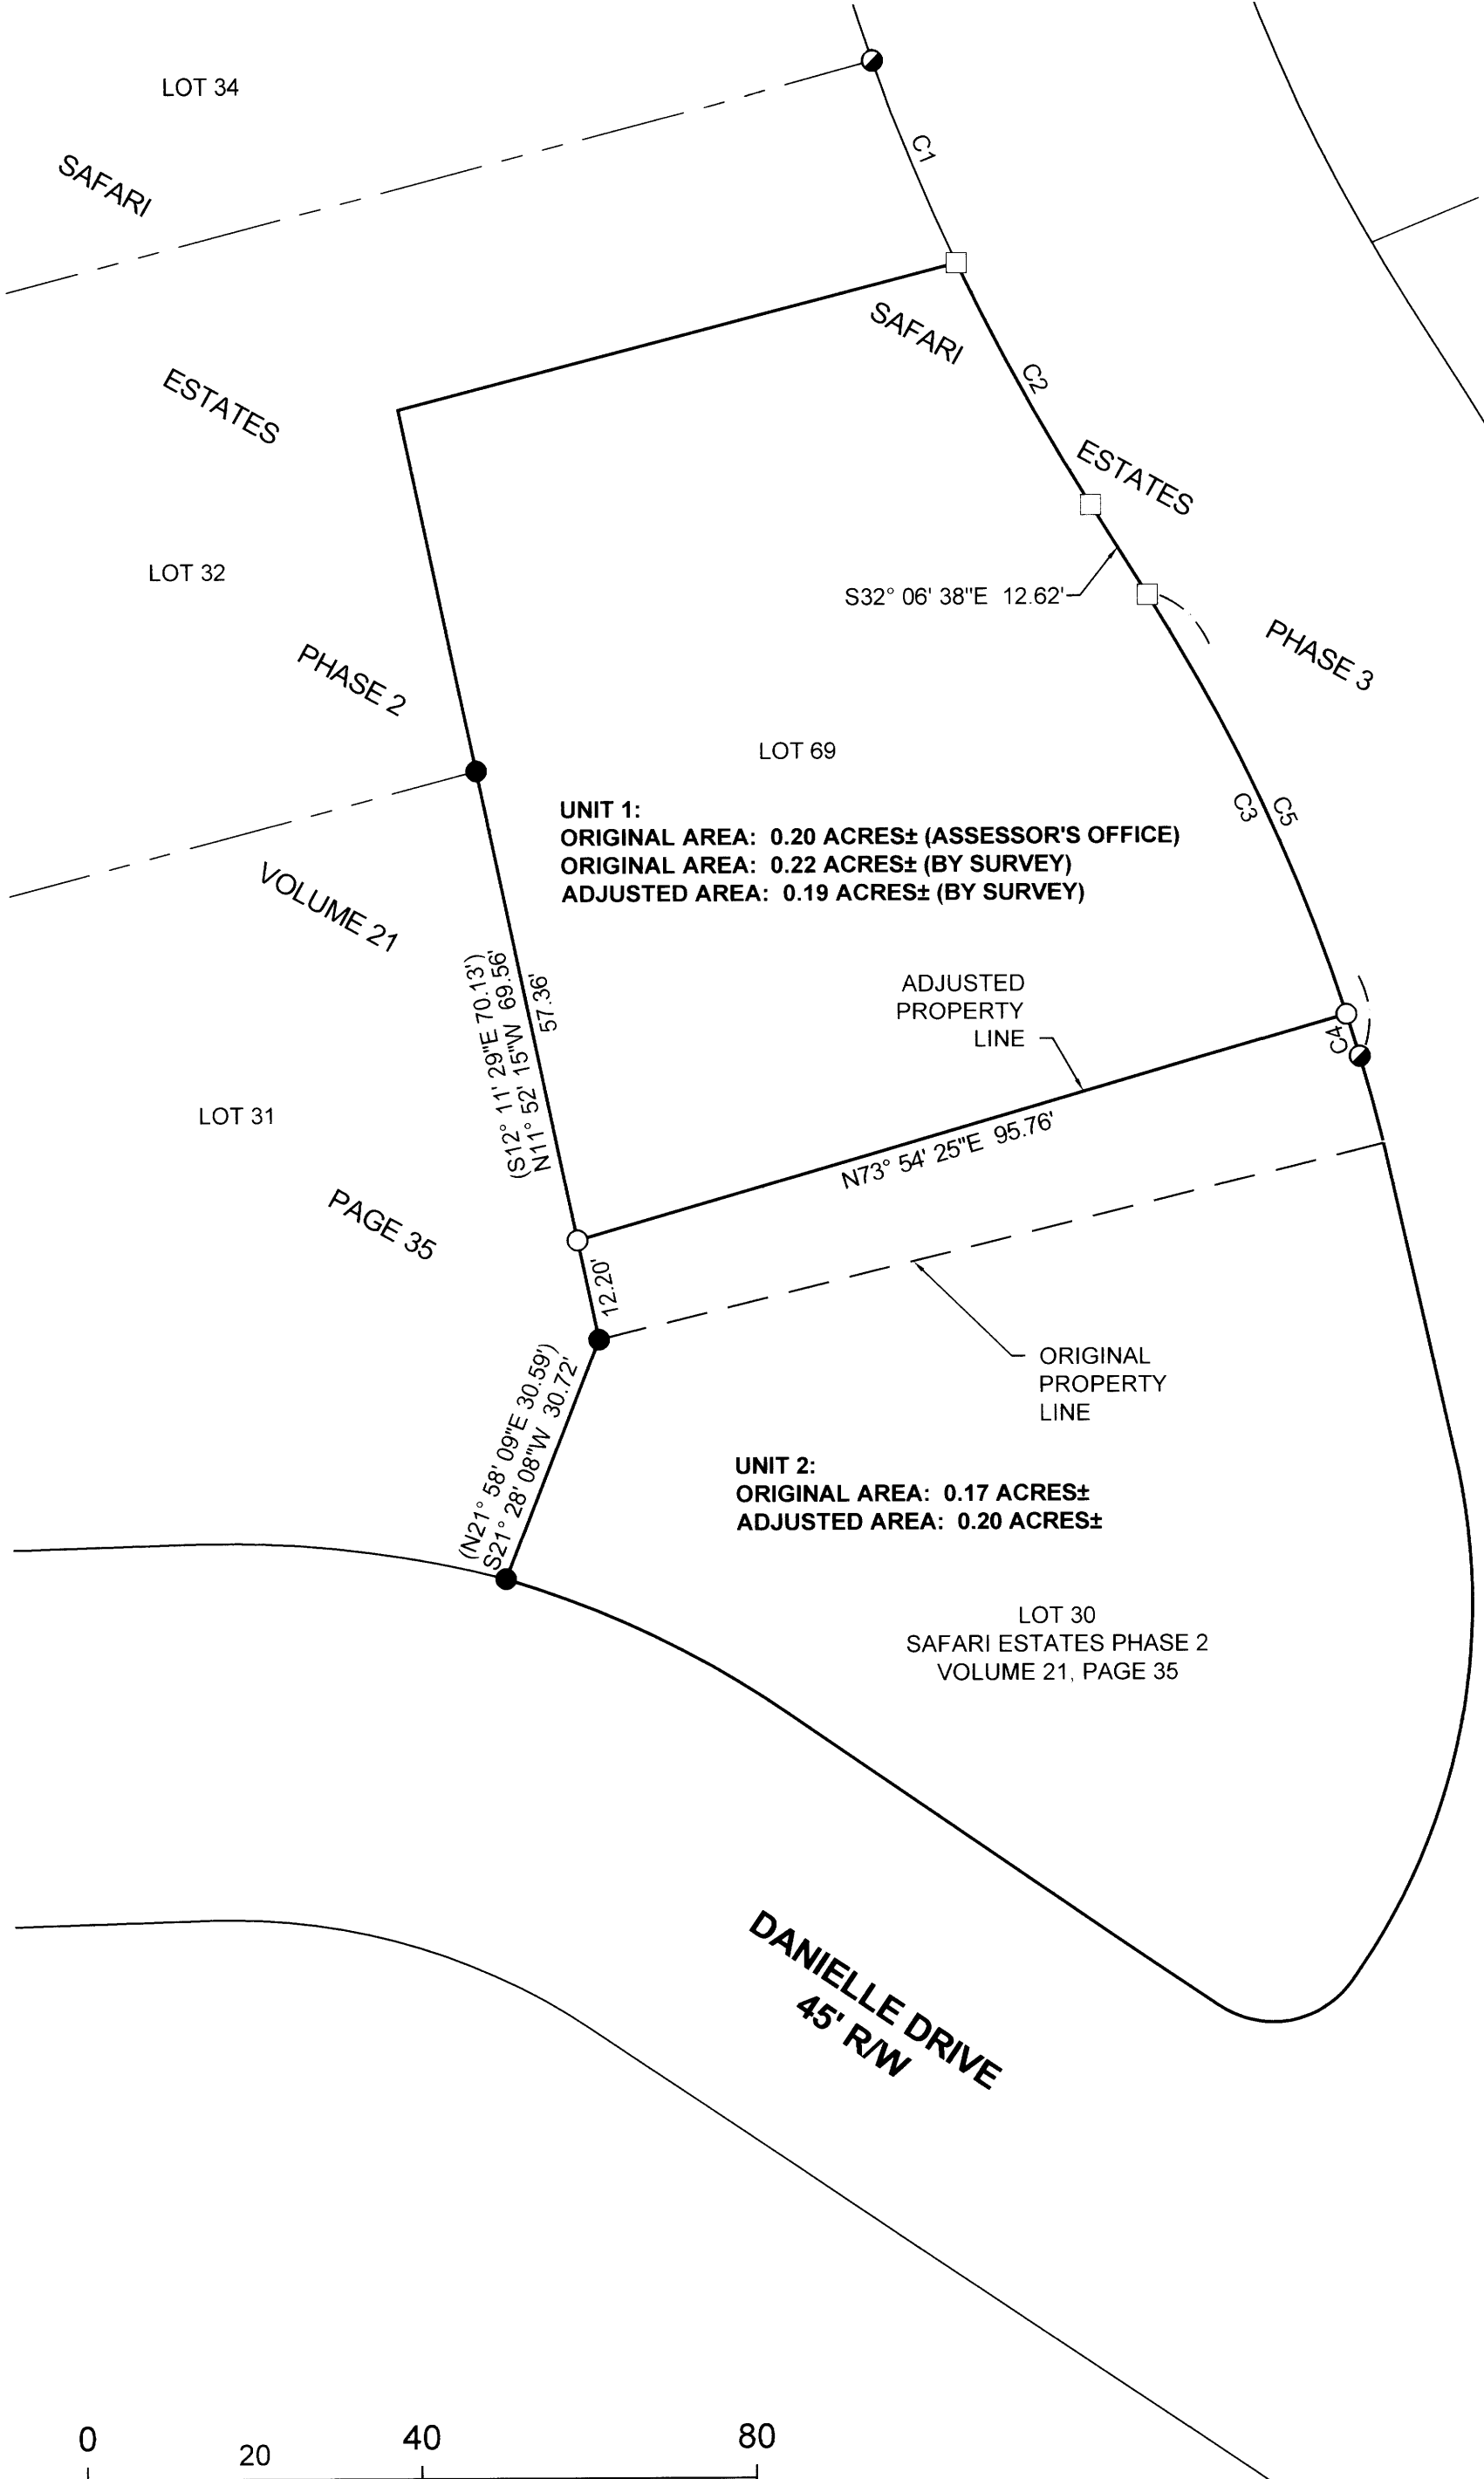 LOT 34
SAFARI
C1
SAFARI
ESTATES
C2
ESTATES
LOT 32
S32° 06' 38"E 12.62'
PHASE 3
PHASE 2
LOT 69
UNIT 1:
ORIGINAL AREA: 0.20 ACRES± (ASSESSOR'S OFFICE)
ORIGINAL AREA: 0.22 ACRES± (BY SURVEY)
ADJUSTED AREA: 0.19 ACRES± (BY SURVEY)
C3
C5
VOLUME 21
(S12° 11' 29"E 70.13')
N11° 52' 15"W 69.56'
57.36'
ADJUSTED
PROPERTY
LINE
C4
LOT 31
N73° 54' 25"E 95.76'
PAGE 35
12.20'
(N21° 58' 09"E 30.59')
S21° 28' 08"W 30.72'
ORIGINAL
PROPERTY
LINE
UNIT 2:
ORIGINAL AREA: 0.17 ACRES±
ADJUSTED AREA: 0.20 ACRES±
LOT 30
SAFARI ESTATES PHASE 2
VOLUME 21, PAGE 35
DANIELLE DRIVE
45' R/W
0 20 40 80